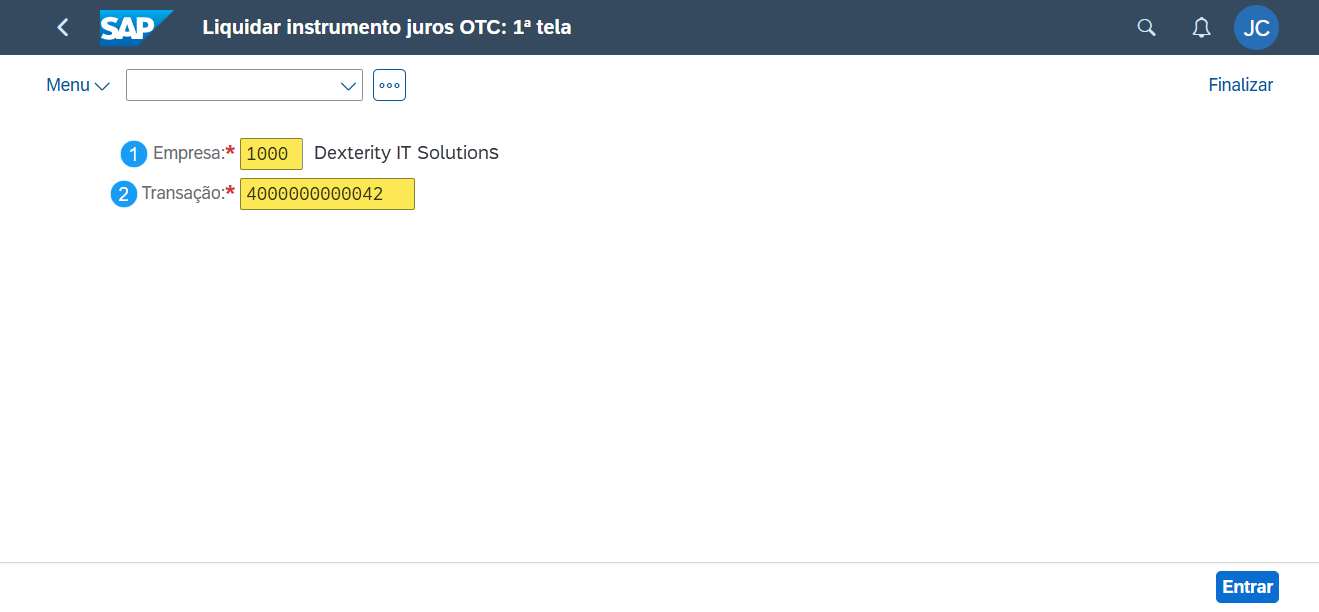 SAP Liquidar instrumento juros OTC: 1ª tela JC
Menu Finalizar
1 Empresa:* 1000 Dexterity IT Solutions
2 Transação:* 4000000000042
Entrar